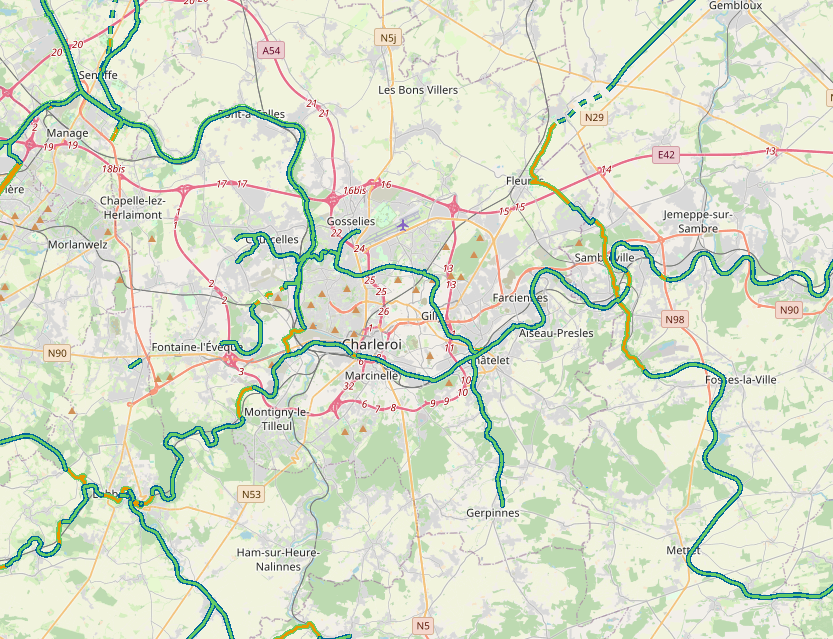 Gembloux
N5j
20
20
A54
Seneffe
Les Bons Villers
21
21
Pont-à-Celles
N29
Manage
2
19
19
E42
13
18bis
14
17
17
16bis
16
Fleurus
ière
Chapelle-lez-
Herlaimont
1
15
15
Jemeppe-sur-
Sambre
Gosselies
22
Courcelles
24
Morlanwelz
Sambreville
13
13
25
25
2
2
Farciennes
N90
26
Gilly
N98
1
Aiseau-Presles
Charleroi
11
N90
Fontaine-l'Évêque
Châtelet
3
Marcinelle
10
Fosses-la-Ville
32
10
6
7
8
9
9
Montigny-le-
Tilleul
Lobbes
N53
Gerpinnes
Mettet
Ham-sur-Heure-
Nalinnes
N5